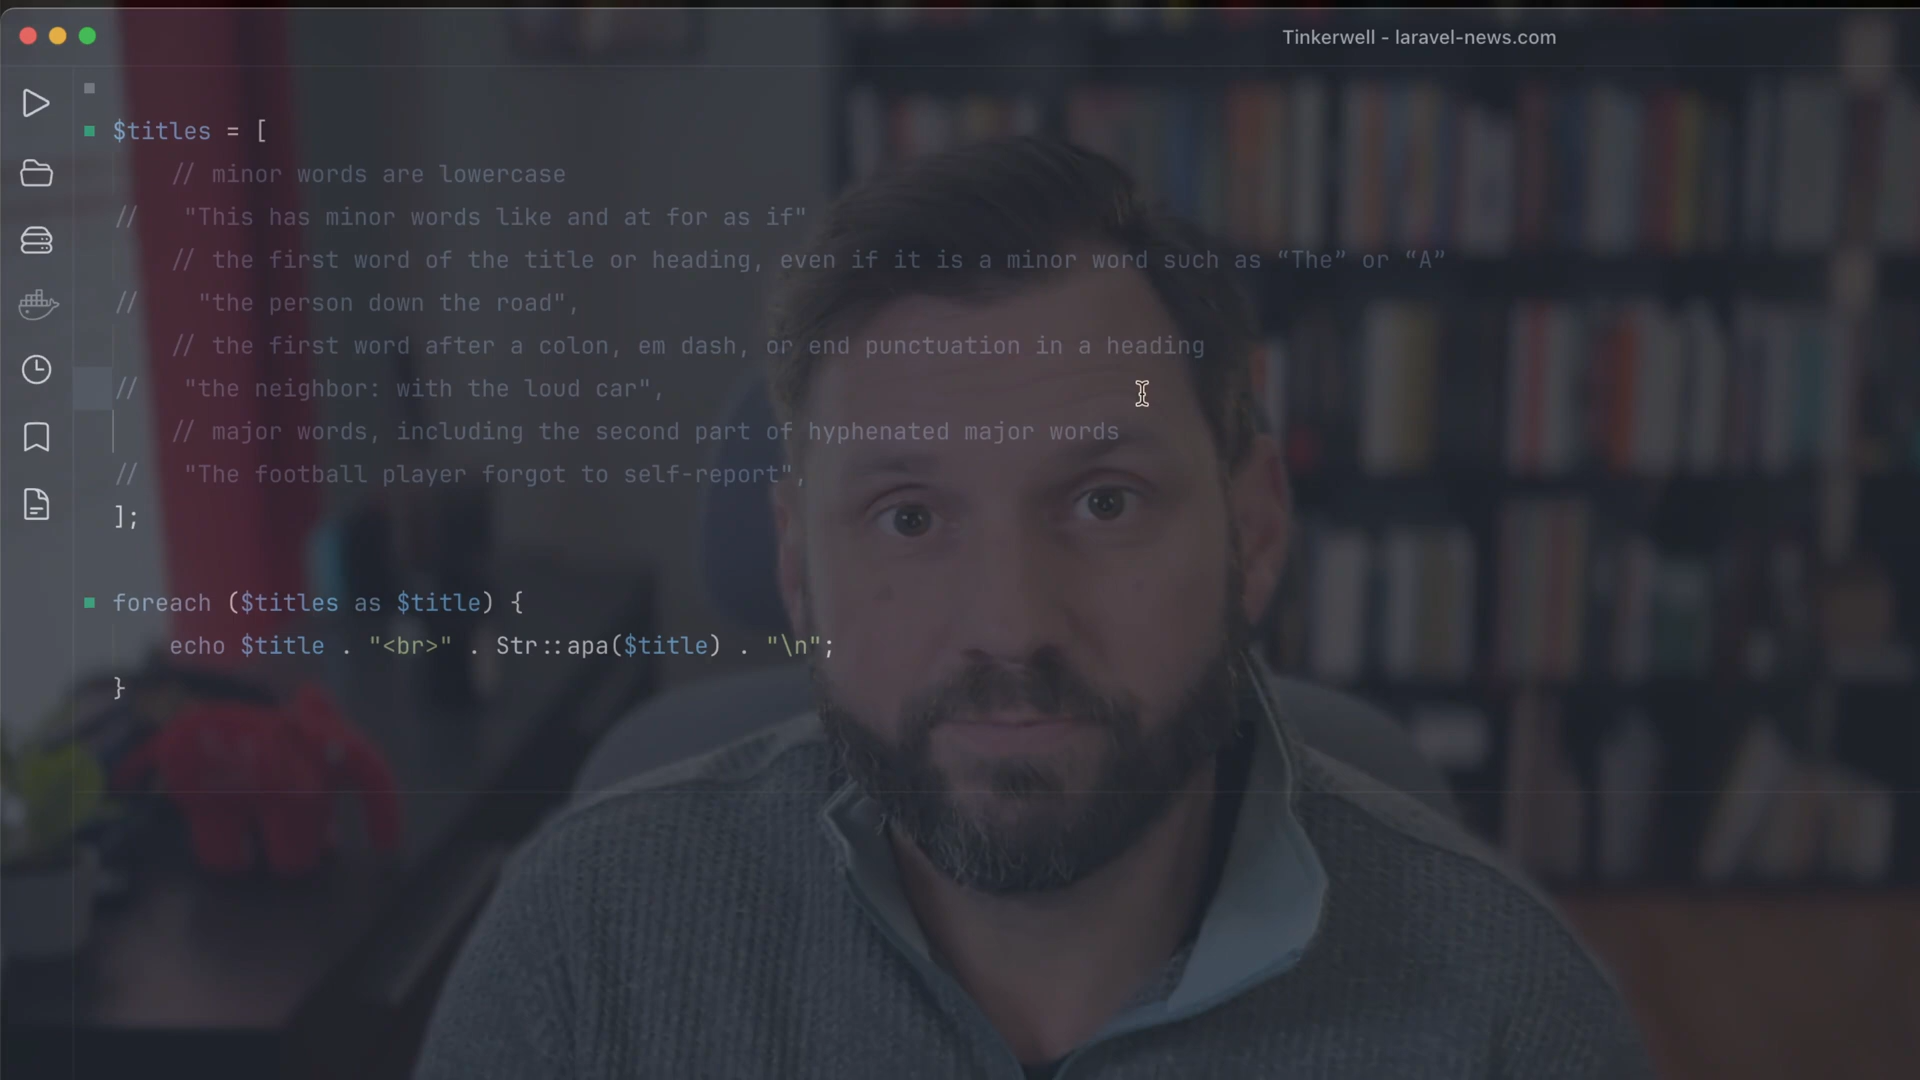 Tinkerwell - laravel-news.com
$titles = [
// minor words are lowercase
// "This has minor words like and at for as if"
// the first word of the title or heading, even if it is a minor word such as “The” or “A”
// "the person down the road",
// the first word after a colon, em dash, or end punctuation in a heading
// "the neighbor: with the loud car",
// major words, including the second part of hyphenated major words
// "The football player forgot to self-report",
];
foreach ($titles as $title) {
echo $title . "<br>" . Str::apa($title) . "\n";
}